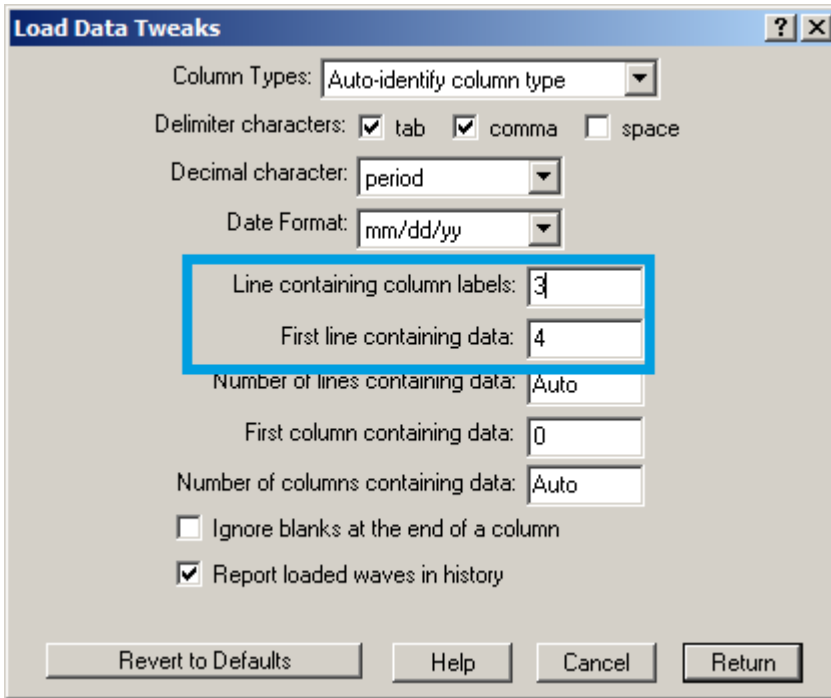 Load Data Tweaks
Column Types: Auto-identify column type
Delimiter characters: tab comma space
Decimal character: period
Date Format: mm/dd/yy
Line containing column labels: 3
First line containing data: 4
Number of lines containing data: Auto
First column containing data: 0
Number of columns containing data: Auto
Ignore blanks at the end of a column
Report loaded waves in history
Revert to Defaults Help Cancel Return